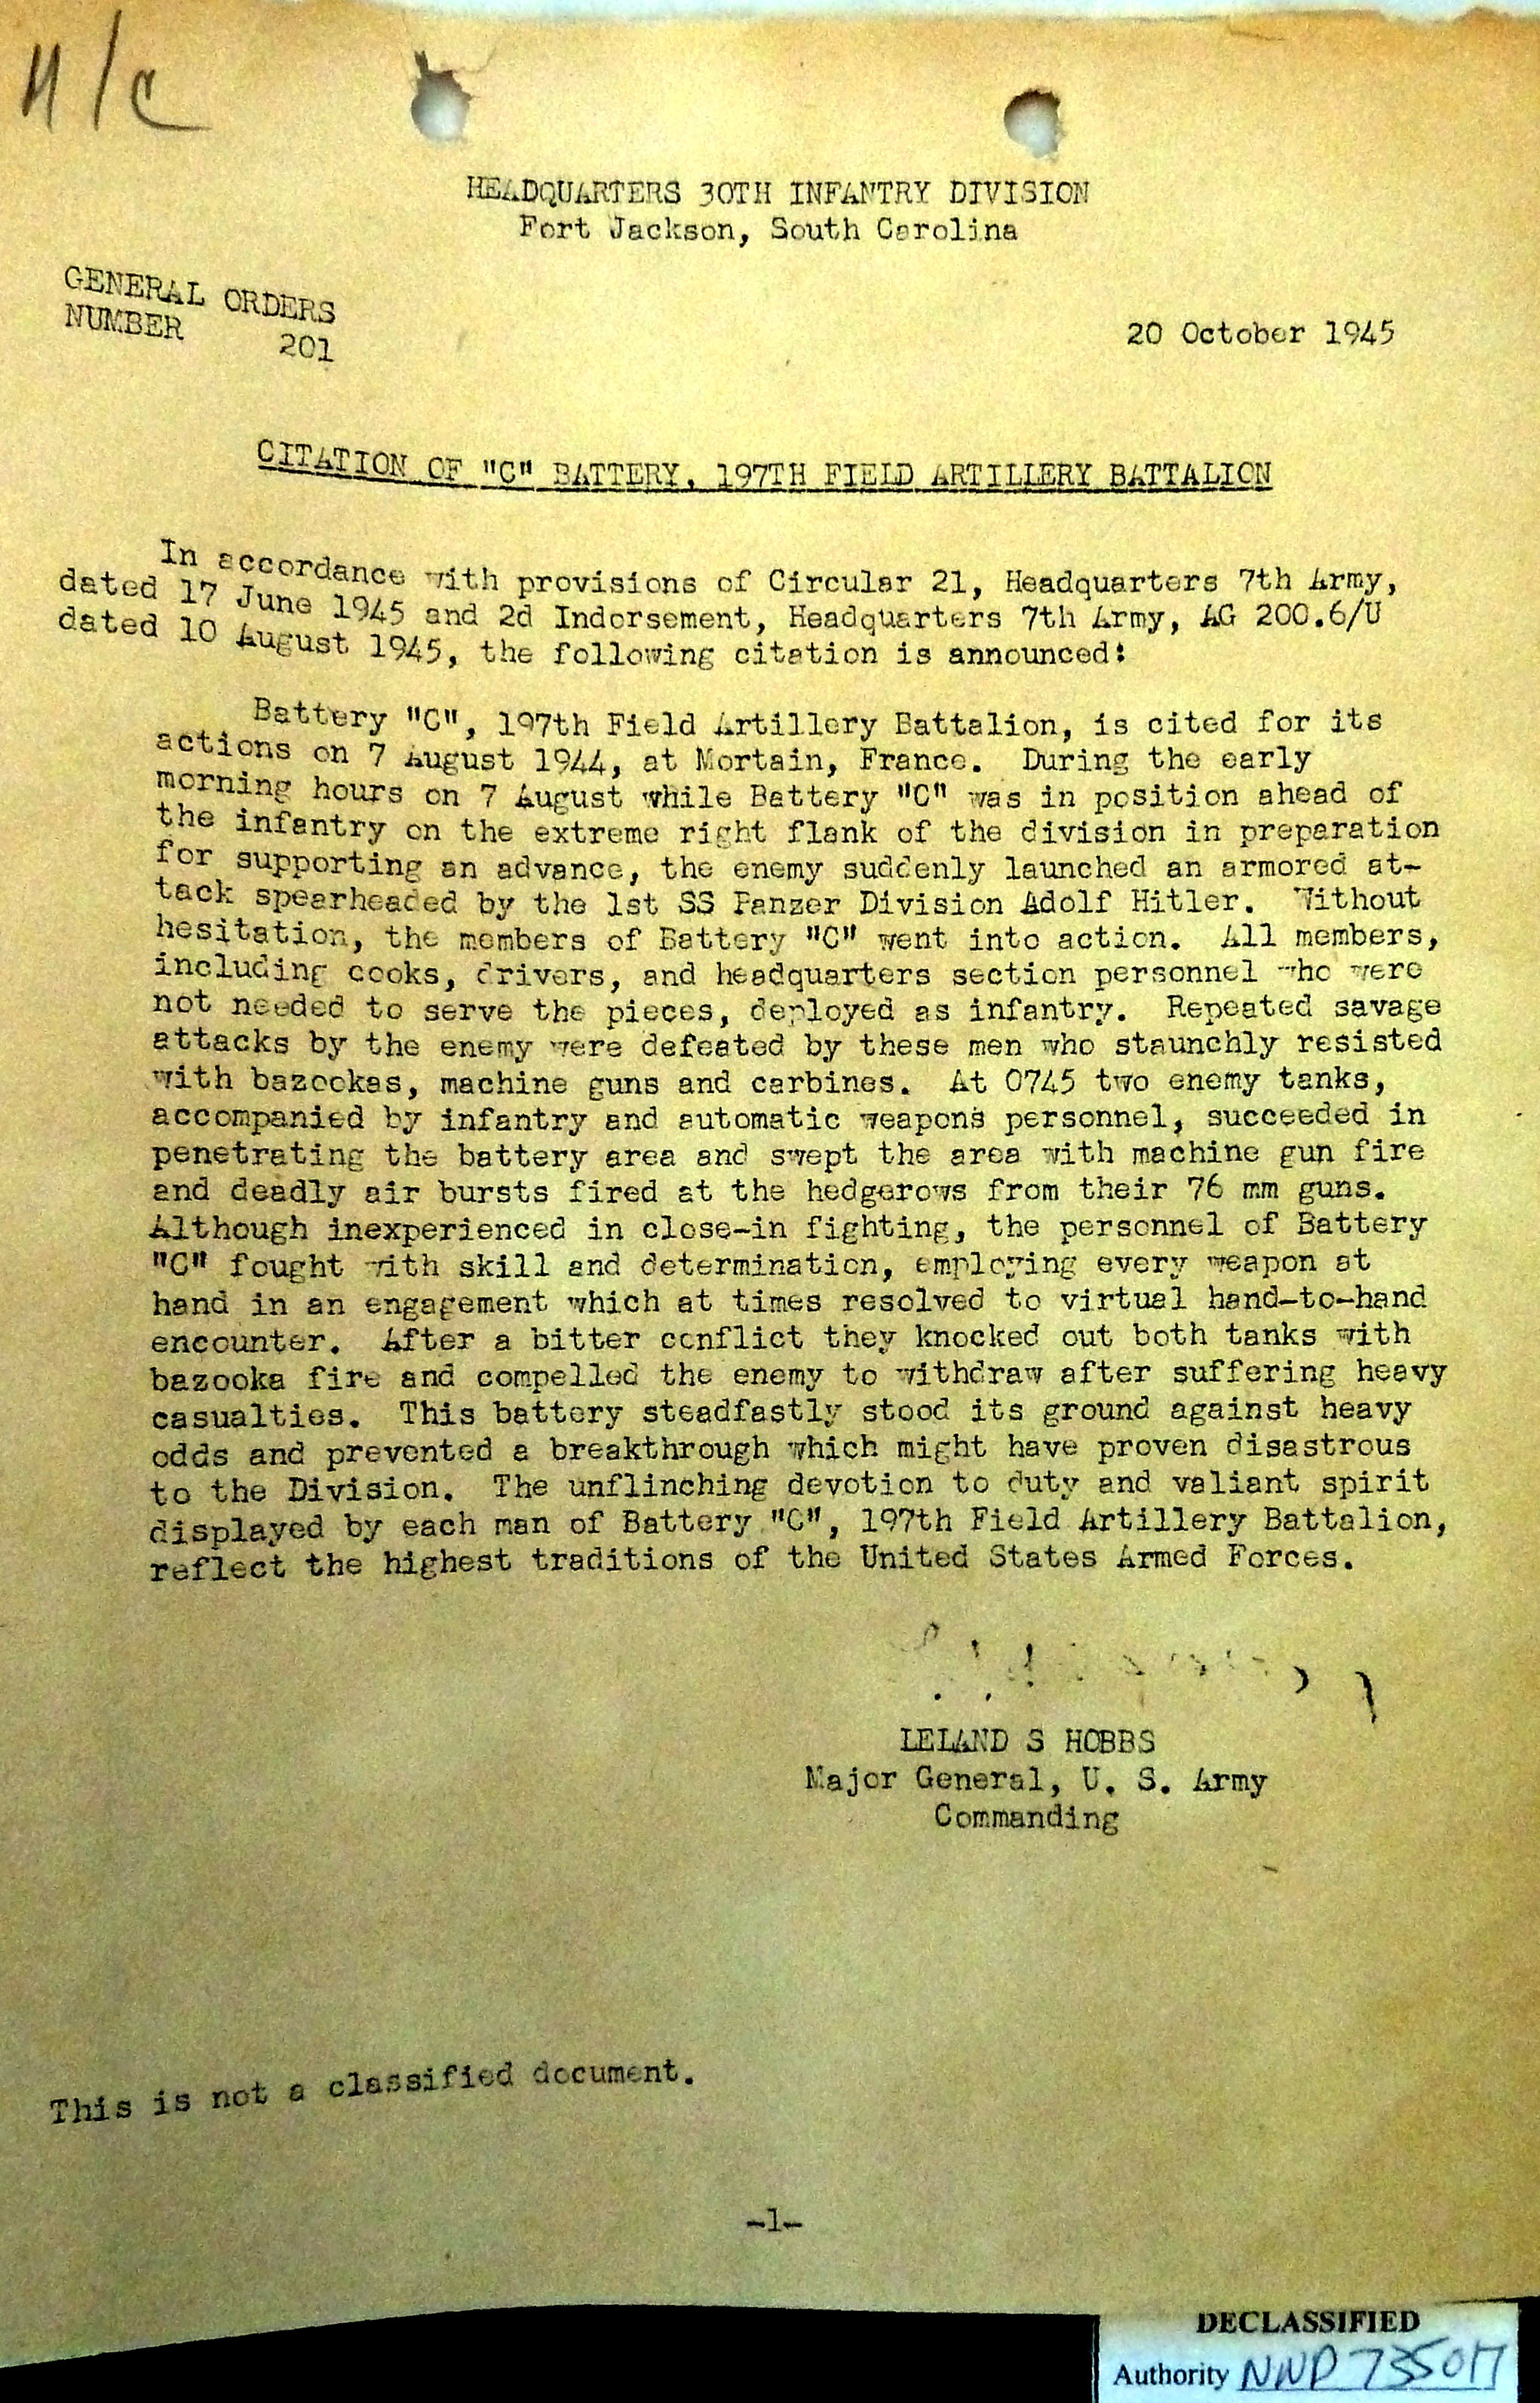 H/C
HEADQUARTERS 30TH INFANTRY DIVISION
Fort Jackson, South Carolina
GENERAL ORDERS
NUMBER 201
20 October 1945
CITATION OF "C" BATTERY, 197TH FIELD ARTILLERY BATTALION
In accordance with provisions of Circular 21, Headquarters 7th Army,
dated 17 June 1945 and 2d Indorsement, Headquarters 7th Army, AG 200.6/U
dated 10 August 1945, the following citation is announced:
Battery "C", 197th Field Artillery Battalion, is cited for its
actions on 7 August 1944, at Mortain, France. During the early
morning hours on 7 August while Battery "C" was in position ahead of
the infantry on the extreme right flank of the division in preparation
for supporting an advance, the enemy suddenly launched an armored at-
tack spearheaded by the 1st SS Panzer Division Adolf Hitler. Without
hesitation, the members of Battery "C" went into action. All members,
including cooks, drivers, and headquarters section personnel who were
not needed to serve the pieces, deployed as infantry. Repeated savage
attacks by the enemy were defeated by these men who staunchly resisted
with bazookas, machine guns and carbines. At 0745 two enemy tanks,
accompanied by infantry and automatic weapons personnel, succeeded in
penetrating the battery area and swept the area with machine gun fire
and deadly air bursts fired at the hedgerows from their 76 mm guns.
Although inexperienced in close-in fighting, the personnel of Battery
"C" fought with skill and determination, employing every weapon at
hand in an engagement which at times resolved to virtual hand-to-hand
encounter. After a bitter conflict they knocked out both tanks with
bazooka fire and compelled the enemy to withdraw after suffering heavy
casualties. This battery steadfastly stood its ground against heavy
odds and prevented a breakthrough which might have proven disastrous
to the Division. The unflinching devotion to duty and valiant spirit
displayed by each man of Battery "C", 197th Field Artillery Battalion,
reflect the highest traditions of the United States Armed Forces.
LELAND S HOBBS
Major General, U. S. Army
Commanding
This is not a classified document.
-1-
DECLASSIFIED
Authority NND 735017